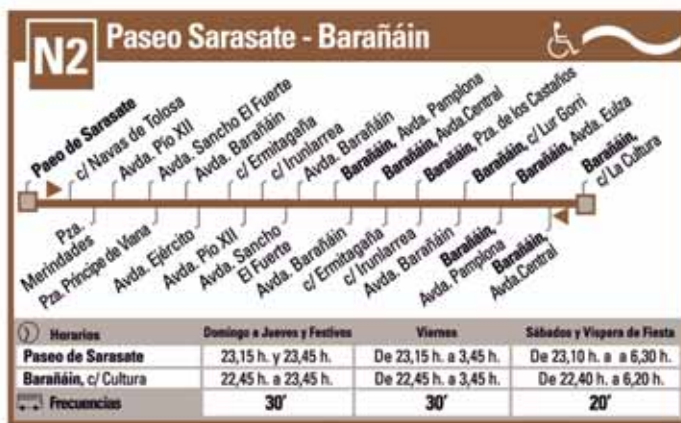 N2
Paseo Sarasate - Barañáin
Paeo de Sarasate
c/ Navas de Tolosa
Avda. Pío XII
Avda. Sancho El Fuerte
Avda. Barañáin
c/ Ermitagaña
c/ Irunlarrea
Avda. Barañáin
Barañáin, Avda. Pamplona
Barañáin, Avda.Central
Barañáin, Pza. de los Castaños
Barañáin, c/ Lur Gorri
Barañáin, Avda. Eulza
Barañáin,
c/ La Cultura
Pza.
Merindades
Pza. Príncipe de Viana
Avda. Ejército
Avda. Pío XII
Avda. Sancho
El Fuerte
Avda. Barañáin
c/ Ermitagaña
c/ Irunlarrea
Avda. Barañáin
Barañáin,
Avda. Pamplona
Barañáin,
Avda.Central
Horarios Domingo a Jueves y Festivos Viernes Sábados y Víspera de Fiesta
Paseo de Sarasate 23,15 h. y 23,45 h. De 23,15 h. a 3,45 h. De 23,10 h. a a 6,30 h.
Barañáin, c/ Cultura 22,45 h. a 23,45 h. De 22,45 h. a 3,45 h. De 22,40 h. a 6,20 h.
Frecuencias 30' 30' 20'